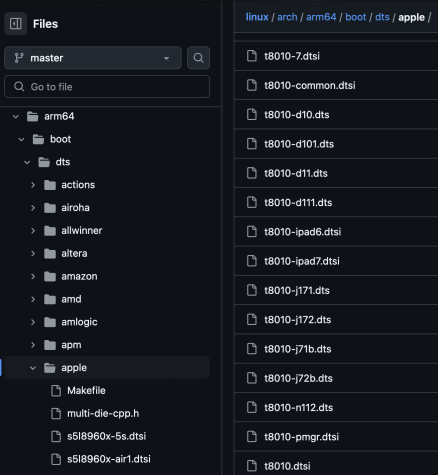 Files
master
Go to file
arm64
boot
dts
actions
airoha
allwinner
altera
amazon
amd
amlogic
apm
apple
Makefile
multi-die-cpp.h
s5l8960x-5s.dtsi
s5l8960x-air1.dtsi
linux / arch / arm64 / boot / dts / apple /
t8010-7.dtsi
t8010-common.dtsi
t8010-d10.dts
t8010-d101.dts
t8010-d11.dts
t8010-d111.dts
t8010-ipad6.dtsi
t8010-ipad7.dtsi
t8010-j171.dts
t8010-j172.dts
t8010-j71b.dts
t8010-j72b.dts
t8010-n112.dts
t8010-pmgr.dtsi
t8010.dtsi